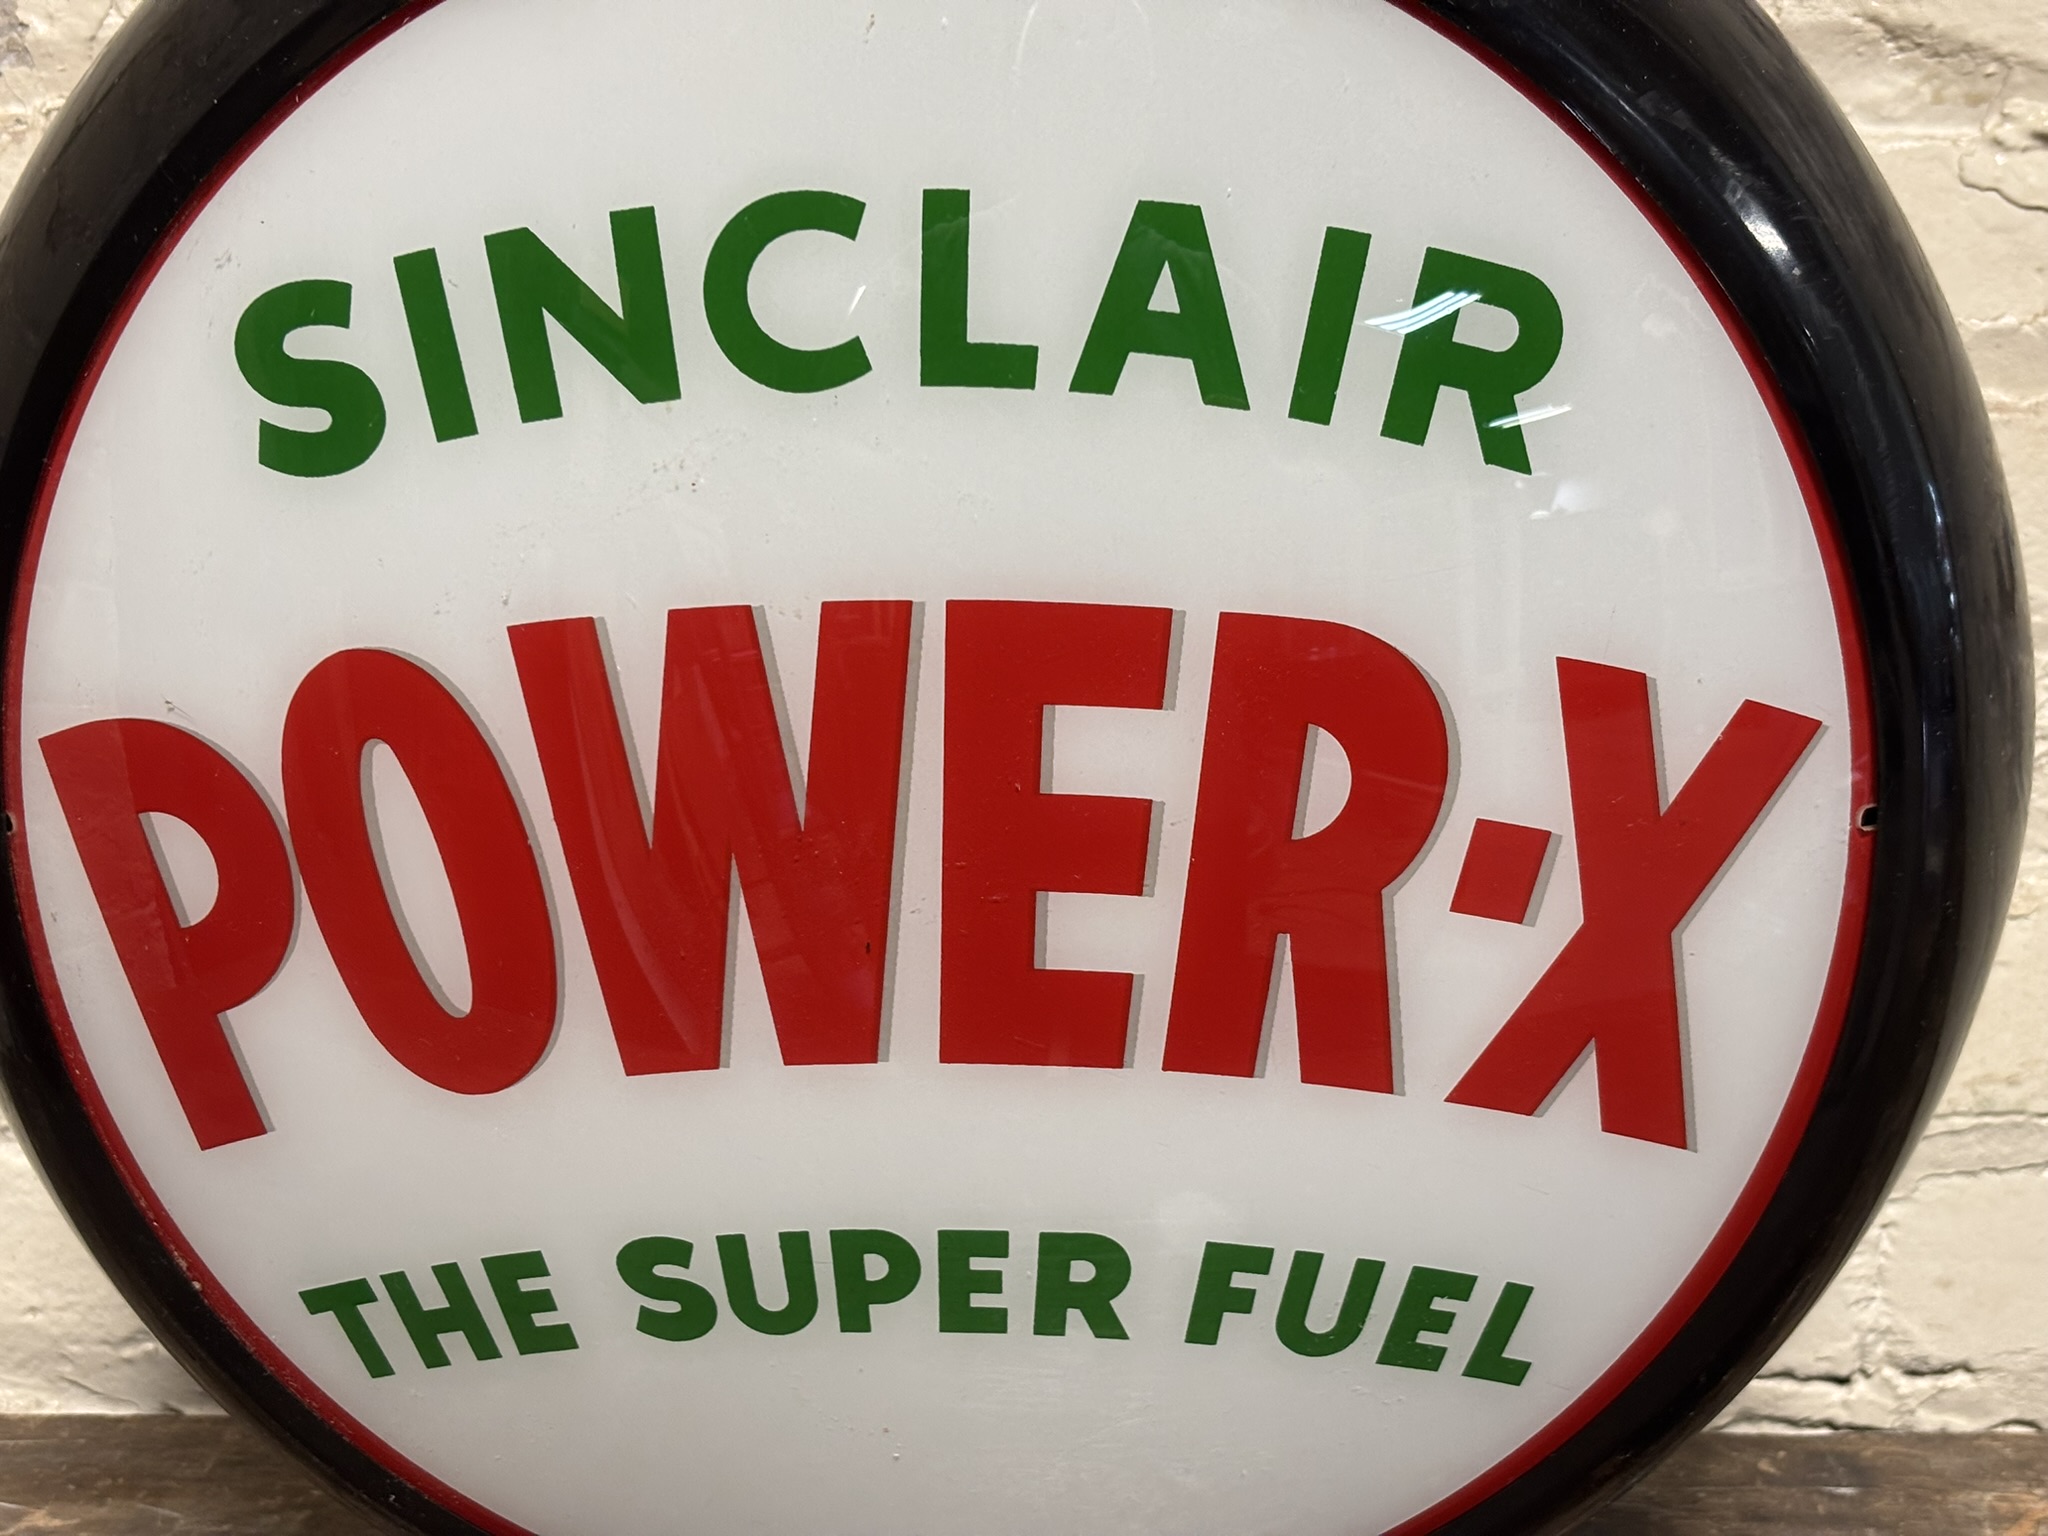 SINCLAIR
POWER-X
THE SUPER FUEL